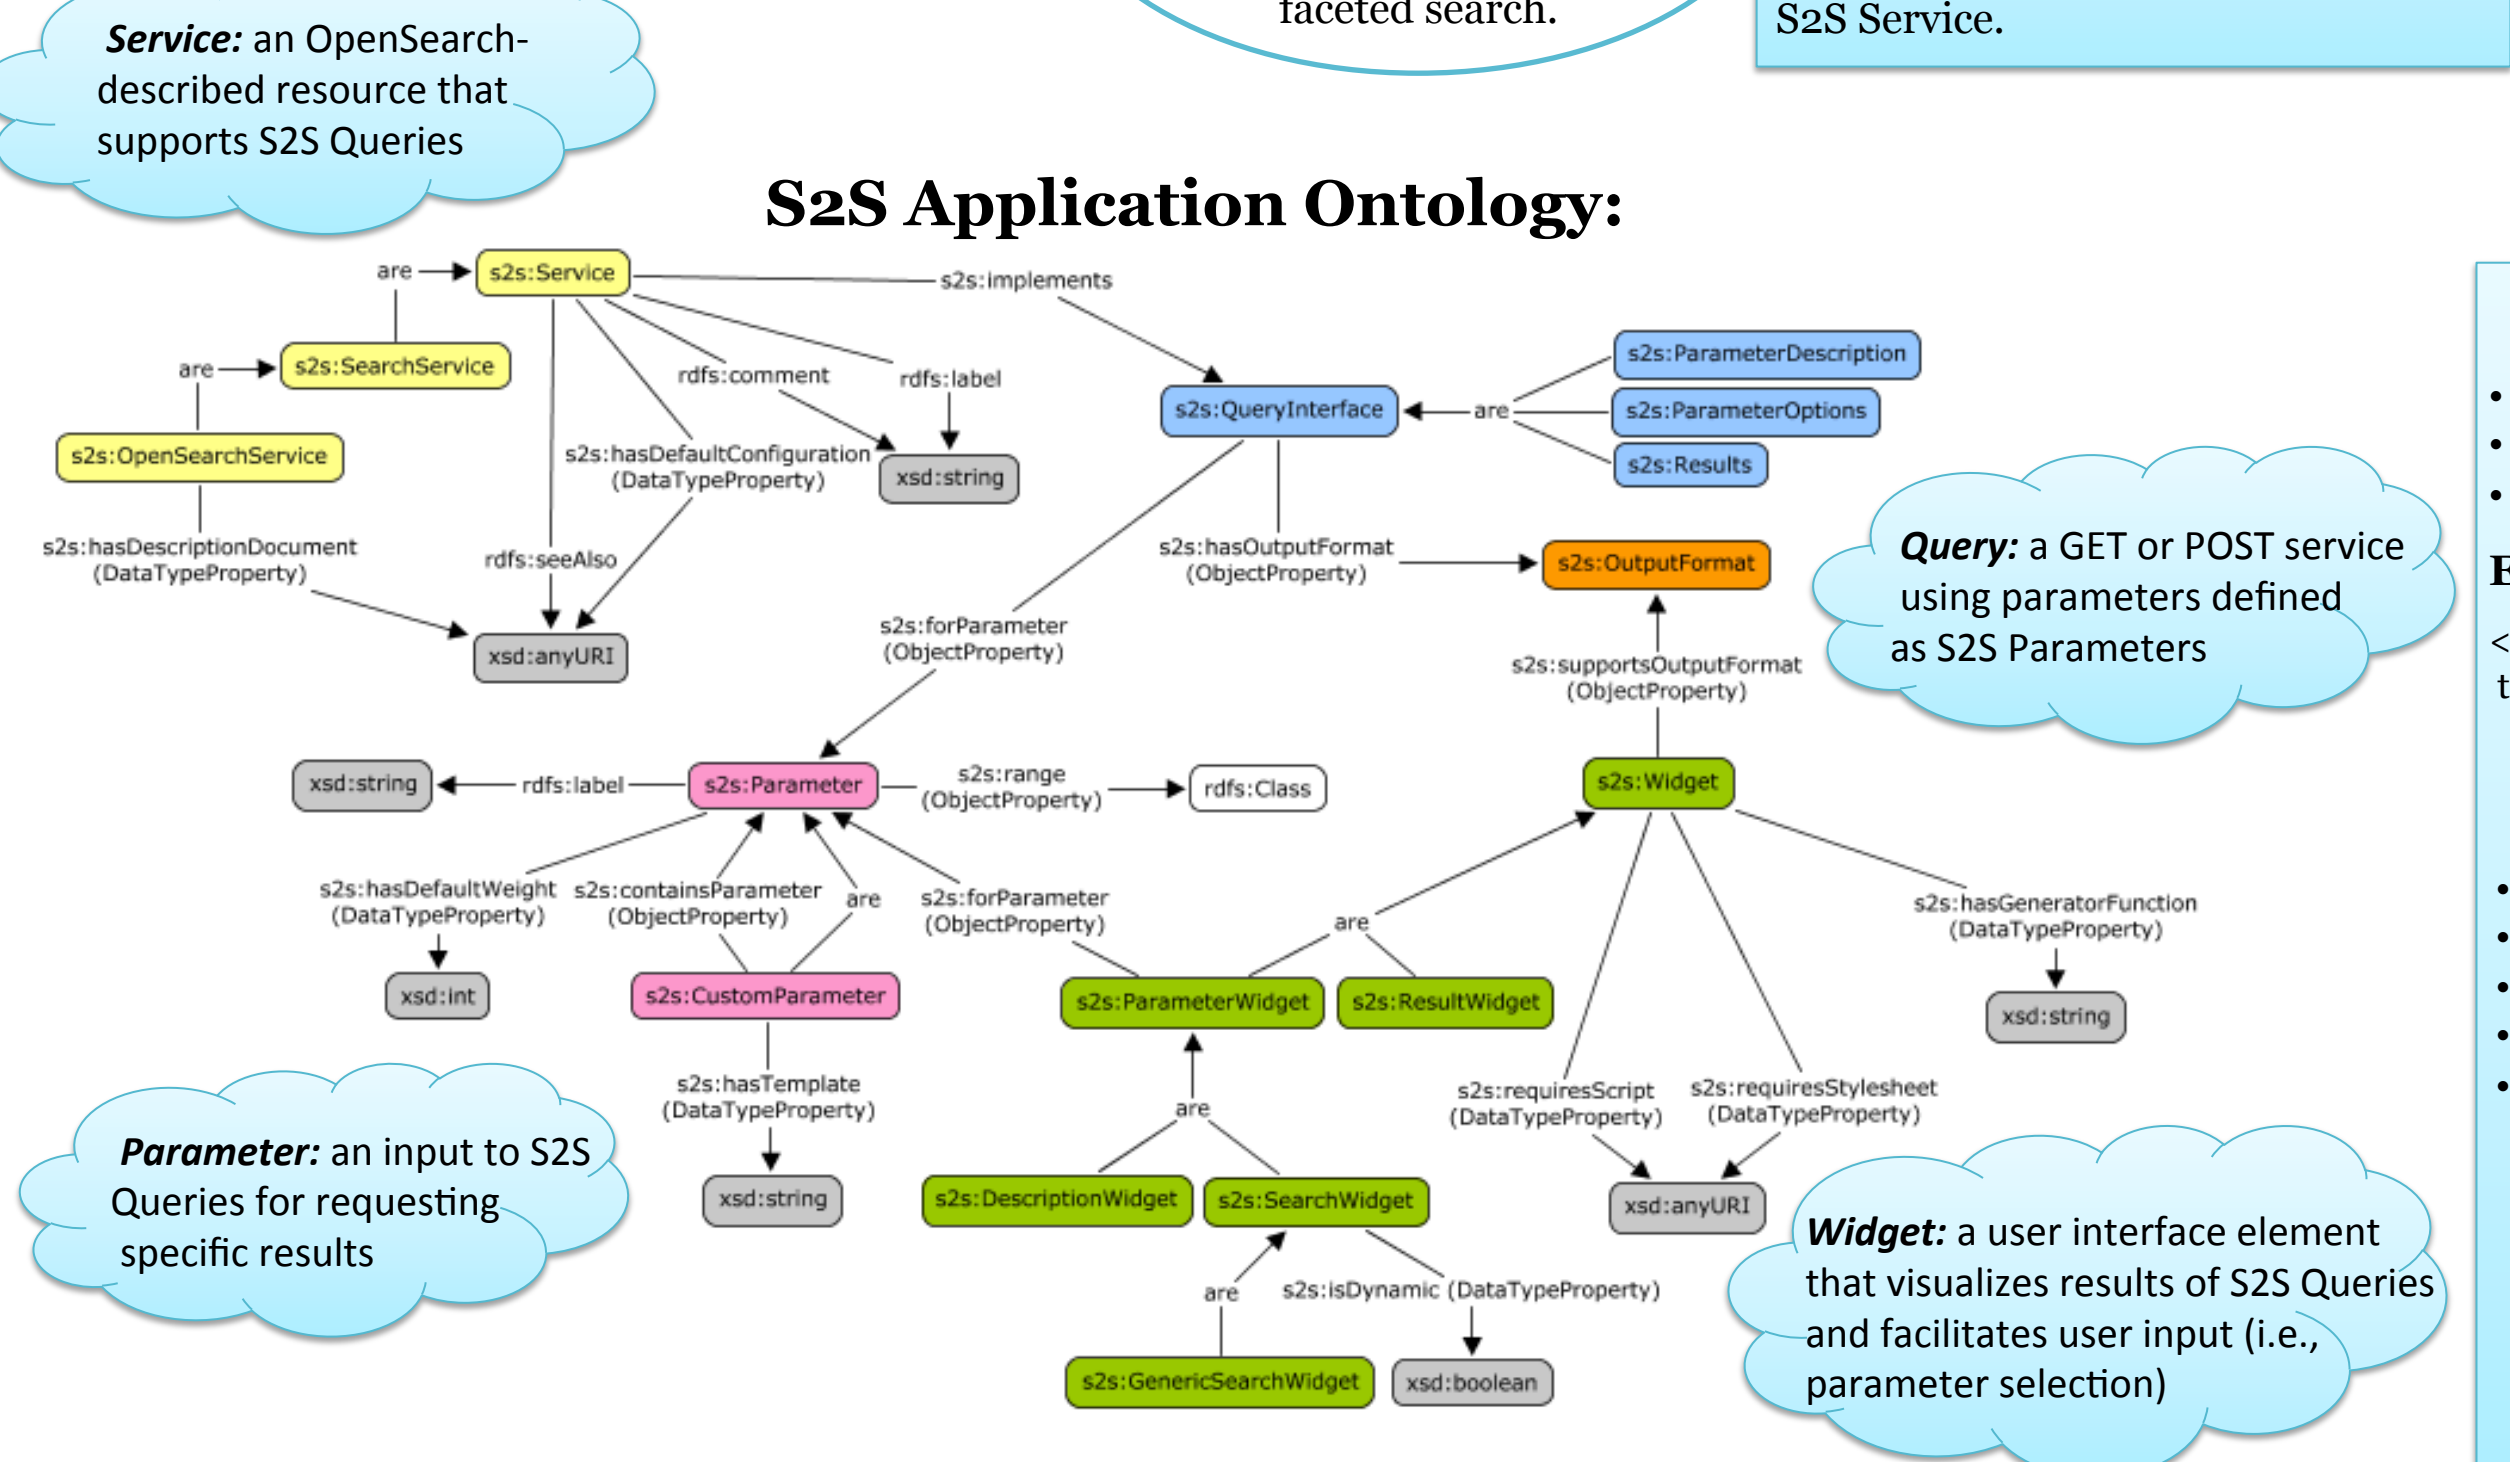 faceted search.
S2S Service.
Service: an OpenSearch-
described resource that
supports S2S Queries
S2S Application Ontology:
are
s2s:Service
s2s:implements
are
s2s:SearchService
rdfs:comment
rdfs:label
s2s:ParameterDescription
s2s:QueryInterface
are
s2s:ParameterOptions
s2s:Results
s2s:OpenSearchService
s2s:hasDefaultConfiguration
(DataTypeProperty)
xsd:string
s2s:hasDescriptionDocument
(DataTypeProperty)
rdfs:seeAlso
s2s:hasOutputFormat
(ObjectProperty)
s2s:OutputFormat
Query: a GET or POST service
using parameters defined
as S2S Parameters
xsd:anyURI
s2s:forParameter
(ObjectProperty)
s2s:supportsOutputFormat
(ObjectProperty)
xsd:string
rdfs:label
s2s:Parameter
s2s:range
(ObjectProperty)
rdfs:Class
s2s:Widget
s2s:hasDefaultWeight
(DataTypeProperty)
s2s:containsParameter
(ObjectProperty)
are
s2s:forParameter
(ObjectProperty)
are
s2s:hasGeneratorFunction
(DataTypeProperty)
xsd:int
s2s:CustomParameter
s2s:ParameterWidget
s2s:ResultWidget
xsd:string
s2s:hasTemplate
(DataTypeProperty)
are
s2s:requiresScript
(DataTypeProperty)
s2s:requiresStylesheet
(DataTypeProperty)
Parameter: an input to S2S
Queries for requesting
specific results
xsd:string
s2s:DescriptionWidget
s2s:SearchWidget
xsd:anyURI
are
s2s:isDynamic (DataTypeProperty)
s2s:GenericSearchWidget
xsd:boolean
Widget: a user interface element
that visualizes results of S2S Queries
and facilitates user input (i.e.,
parameter selection)